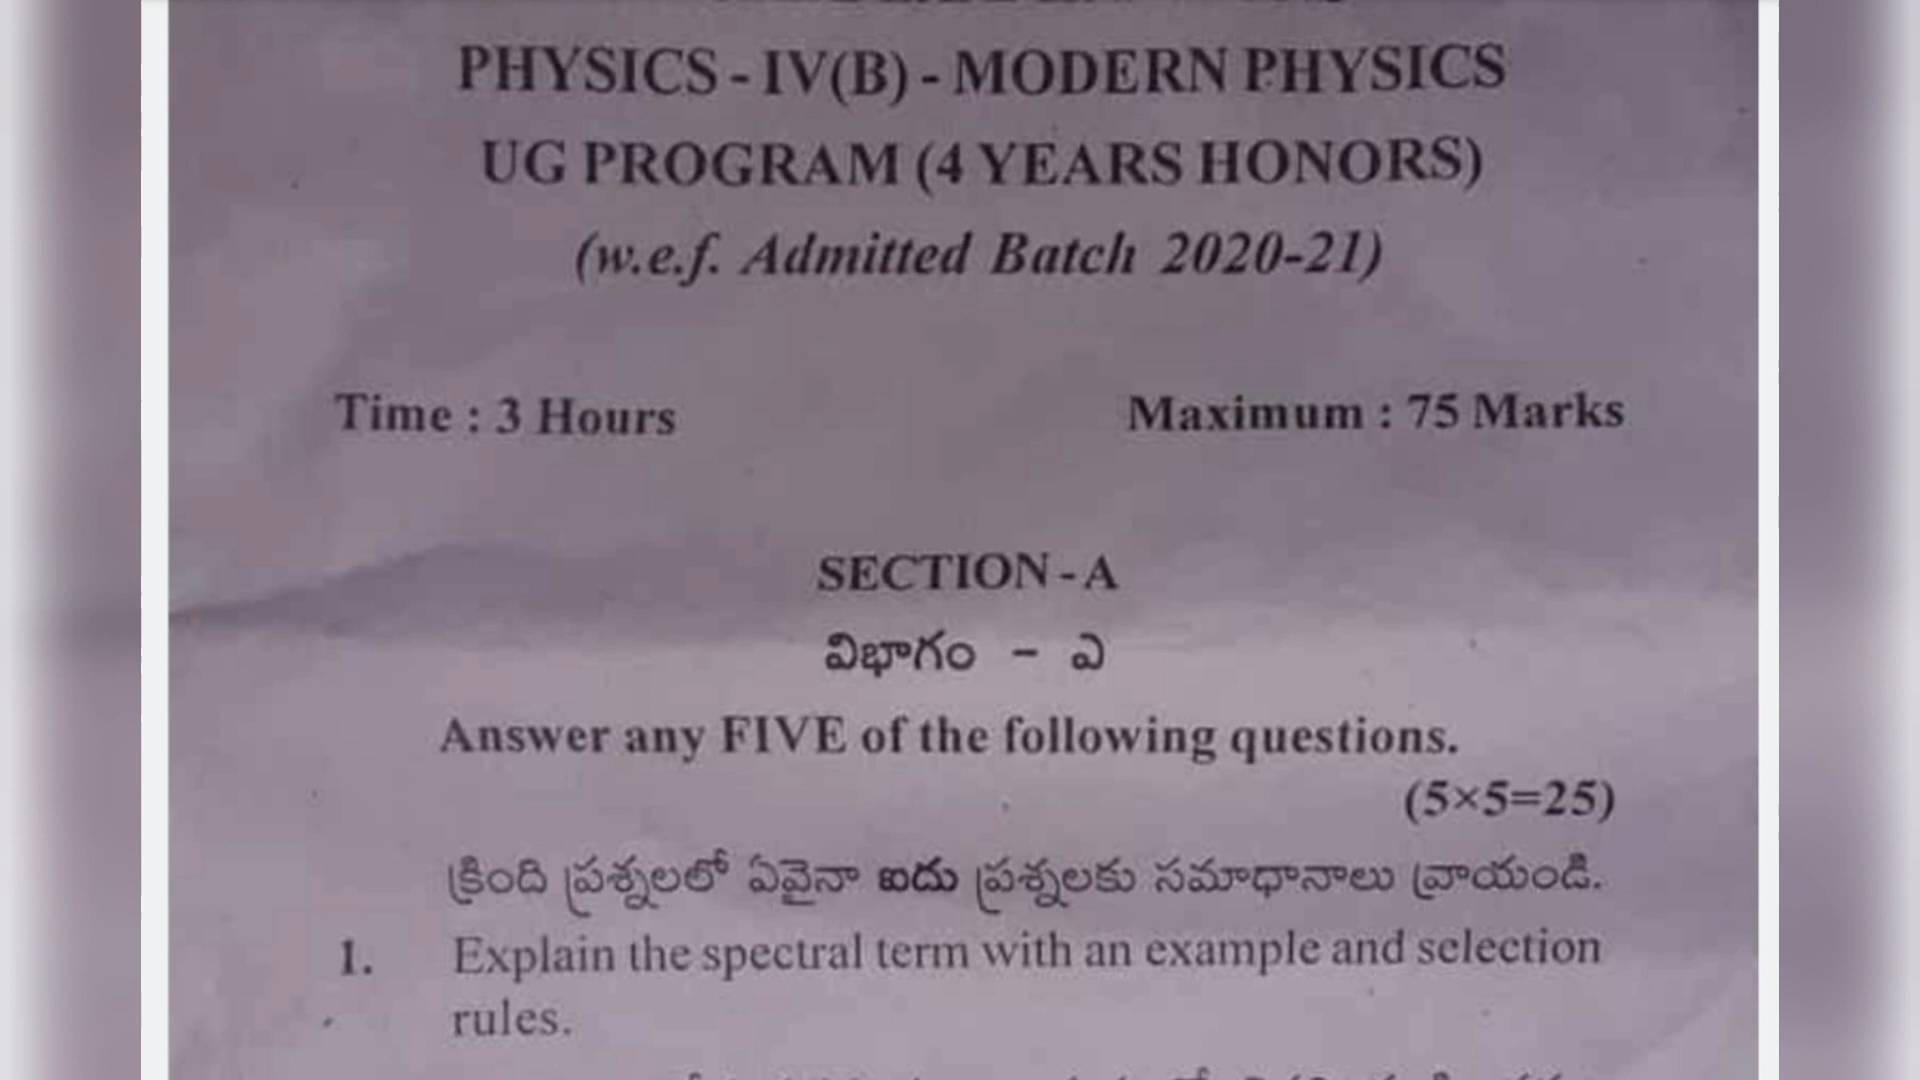 PHYSICS - IV(B) - MODERN PHYSICS
UG PROGRAM (4 YEARS HONORS)
(w.e.f. Admitted Batch 2020-21)
Time : 3 Hours Maximum : 75 Marks
SECTION - A
విభాగం - ఎ
Answer any FIVE of the following questions.
(5×5=25)
క్రింది ప్రశ్నలలో ఏవైనా ఐదు ప్రశ్నలకు సమాధానాలు వ్రాయండి.
1. Explain the spectral term with an example and selection
rules.